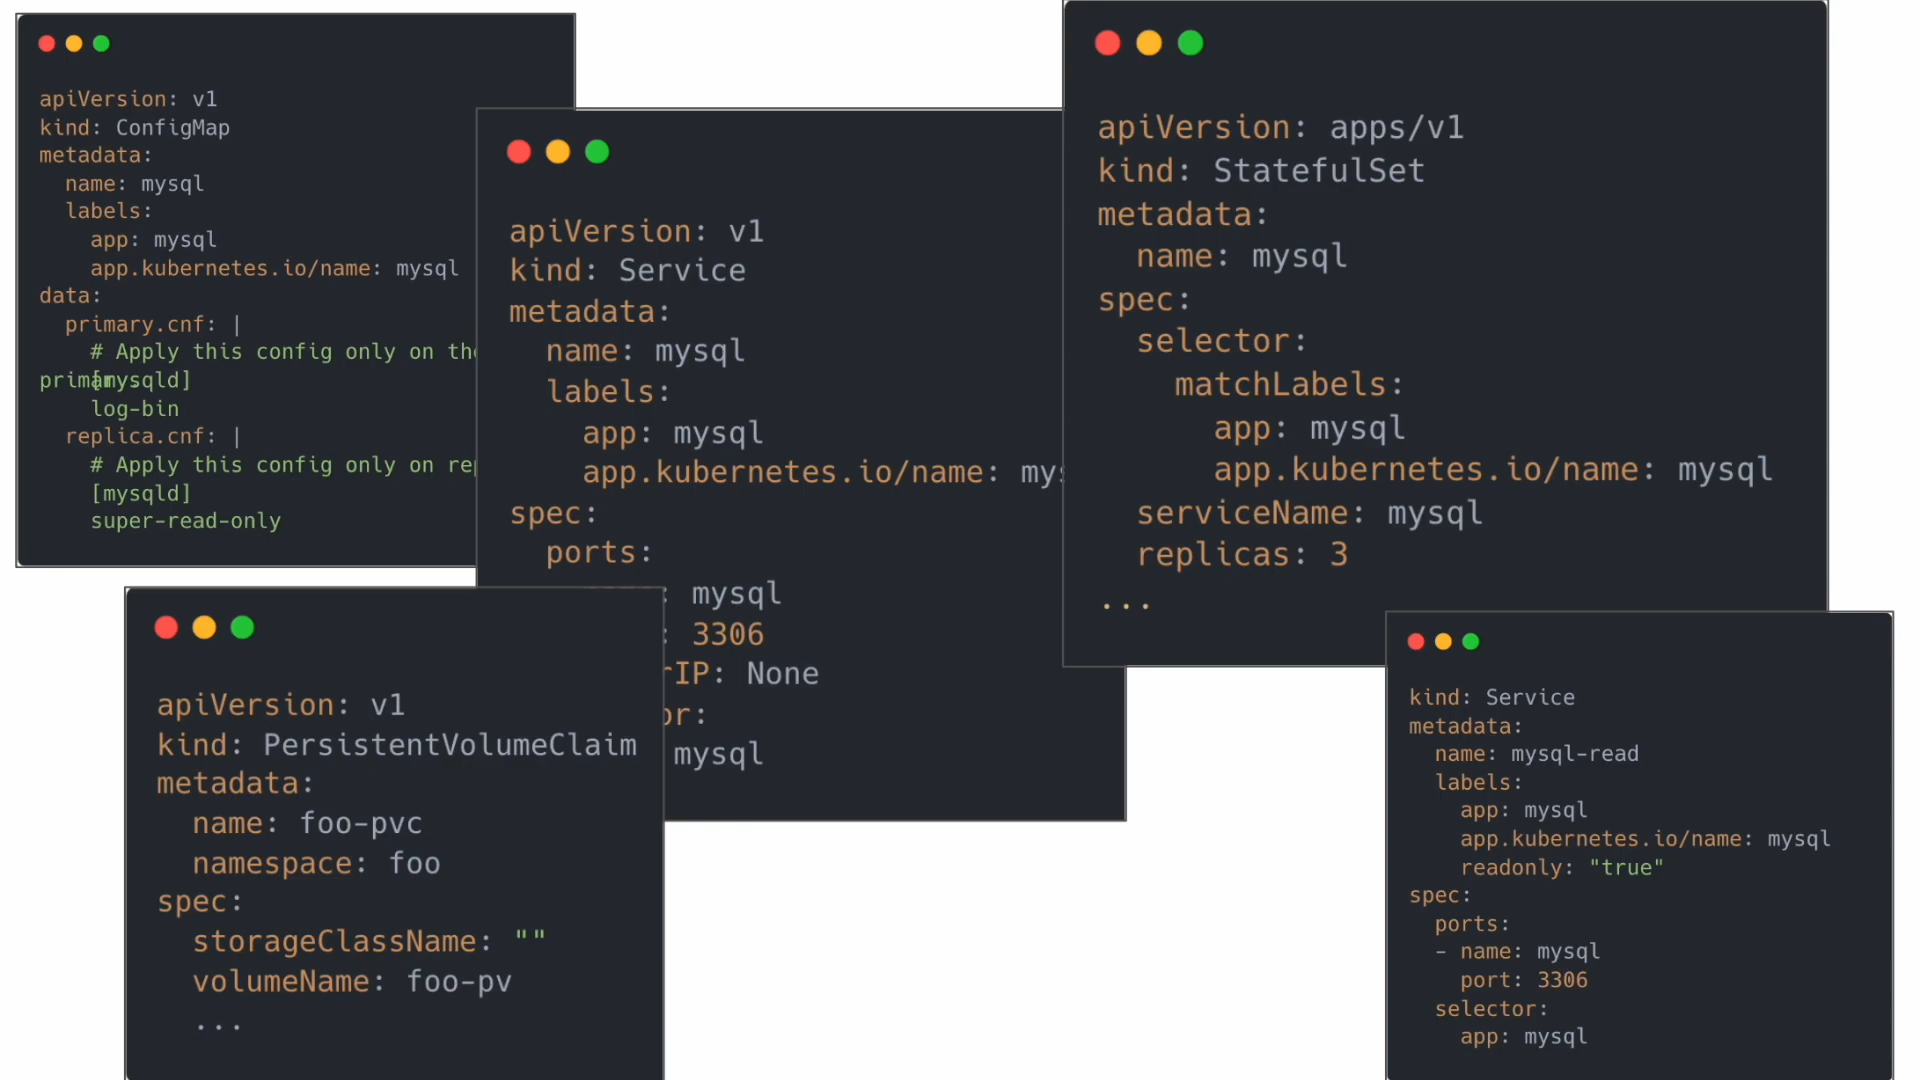 apiVersion: v1
kind: ConfigMap
metadata:
  name: mysql
  labels:
    app: mysql
    app.kubernetes.io/name: mysql
data:
  primary.cnf: |
    # Apply this config only on the
primary.
    [mysqld]
    log-bin
  replica.cnf: |
    # Apply this config only on
    [mysqld]
    super-read-only
apiVersion: v1
kind: Service
metadata:
  name: mysql
  labels:
    app: mysql
    app.kubernetes.io/name:
spec:
  ports:
: mysql
: 3306
rIP: None
or:
mysql
apiVersion: apps/v1
kind: StatefulSet
metadata:
  name: mysql
spec:
  selector:
    matchLabels:
      app: mysql
      app.kubernetes.io/name: mysql
  serviceName: mysql
  replicas: 3
...
apiVersion: v1
kind: PersistentVolumeClaim
metadata:
  name: foo-pvc
  namespace: foo
spec:
  storageClassName: ""
  volumeName: foo-pv
  ...
kind: Service
metadata:
  name: mysql-read
  labels:
    app: mysql
    app.kubernetes.io/name: mysql
    readonly: "true"
spec:
  ports:
  - name: mysql
    port: 3306
  selector:
    app: mysql